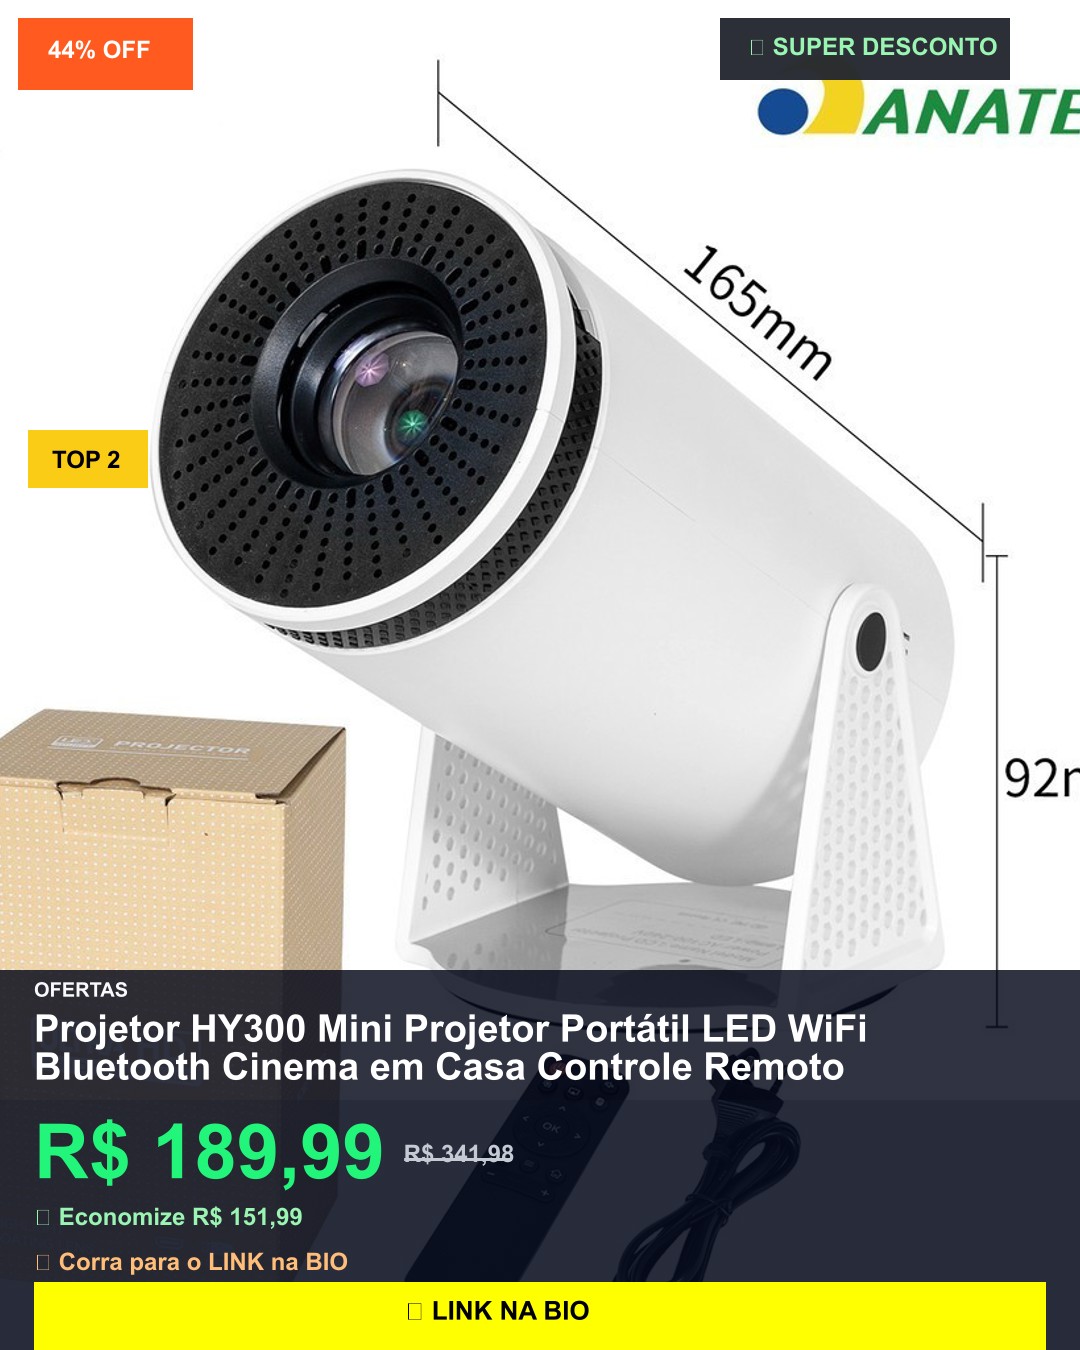 44% OFF
SUPER DESCONTO
ANATE
165mm
TOP 2
92m
PROJECTOR
OFERTAS
Projetor HY300 Mini Projetor Portátil LED WiFi
Bluetooth Cinema em Casa Controle Remoto
R$ 189,99 R$ 341,98
OK
Economize R$ 151,99
Corra para o LINK na BIO
LINK NA BIO